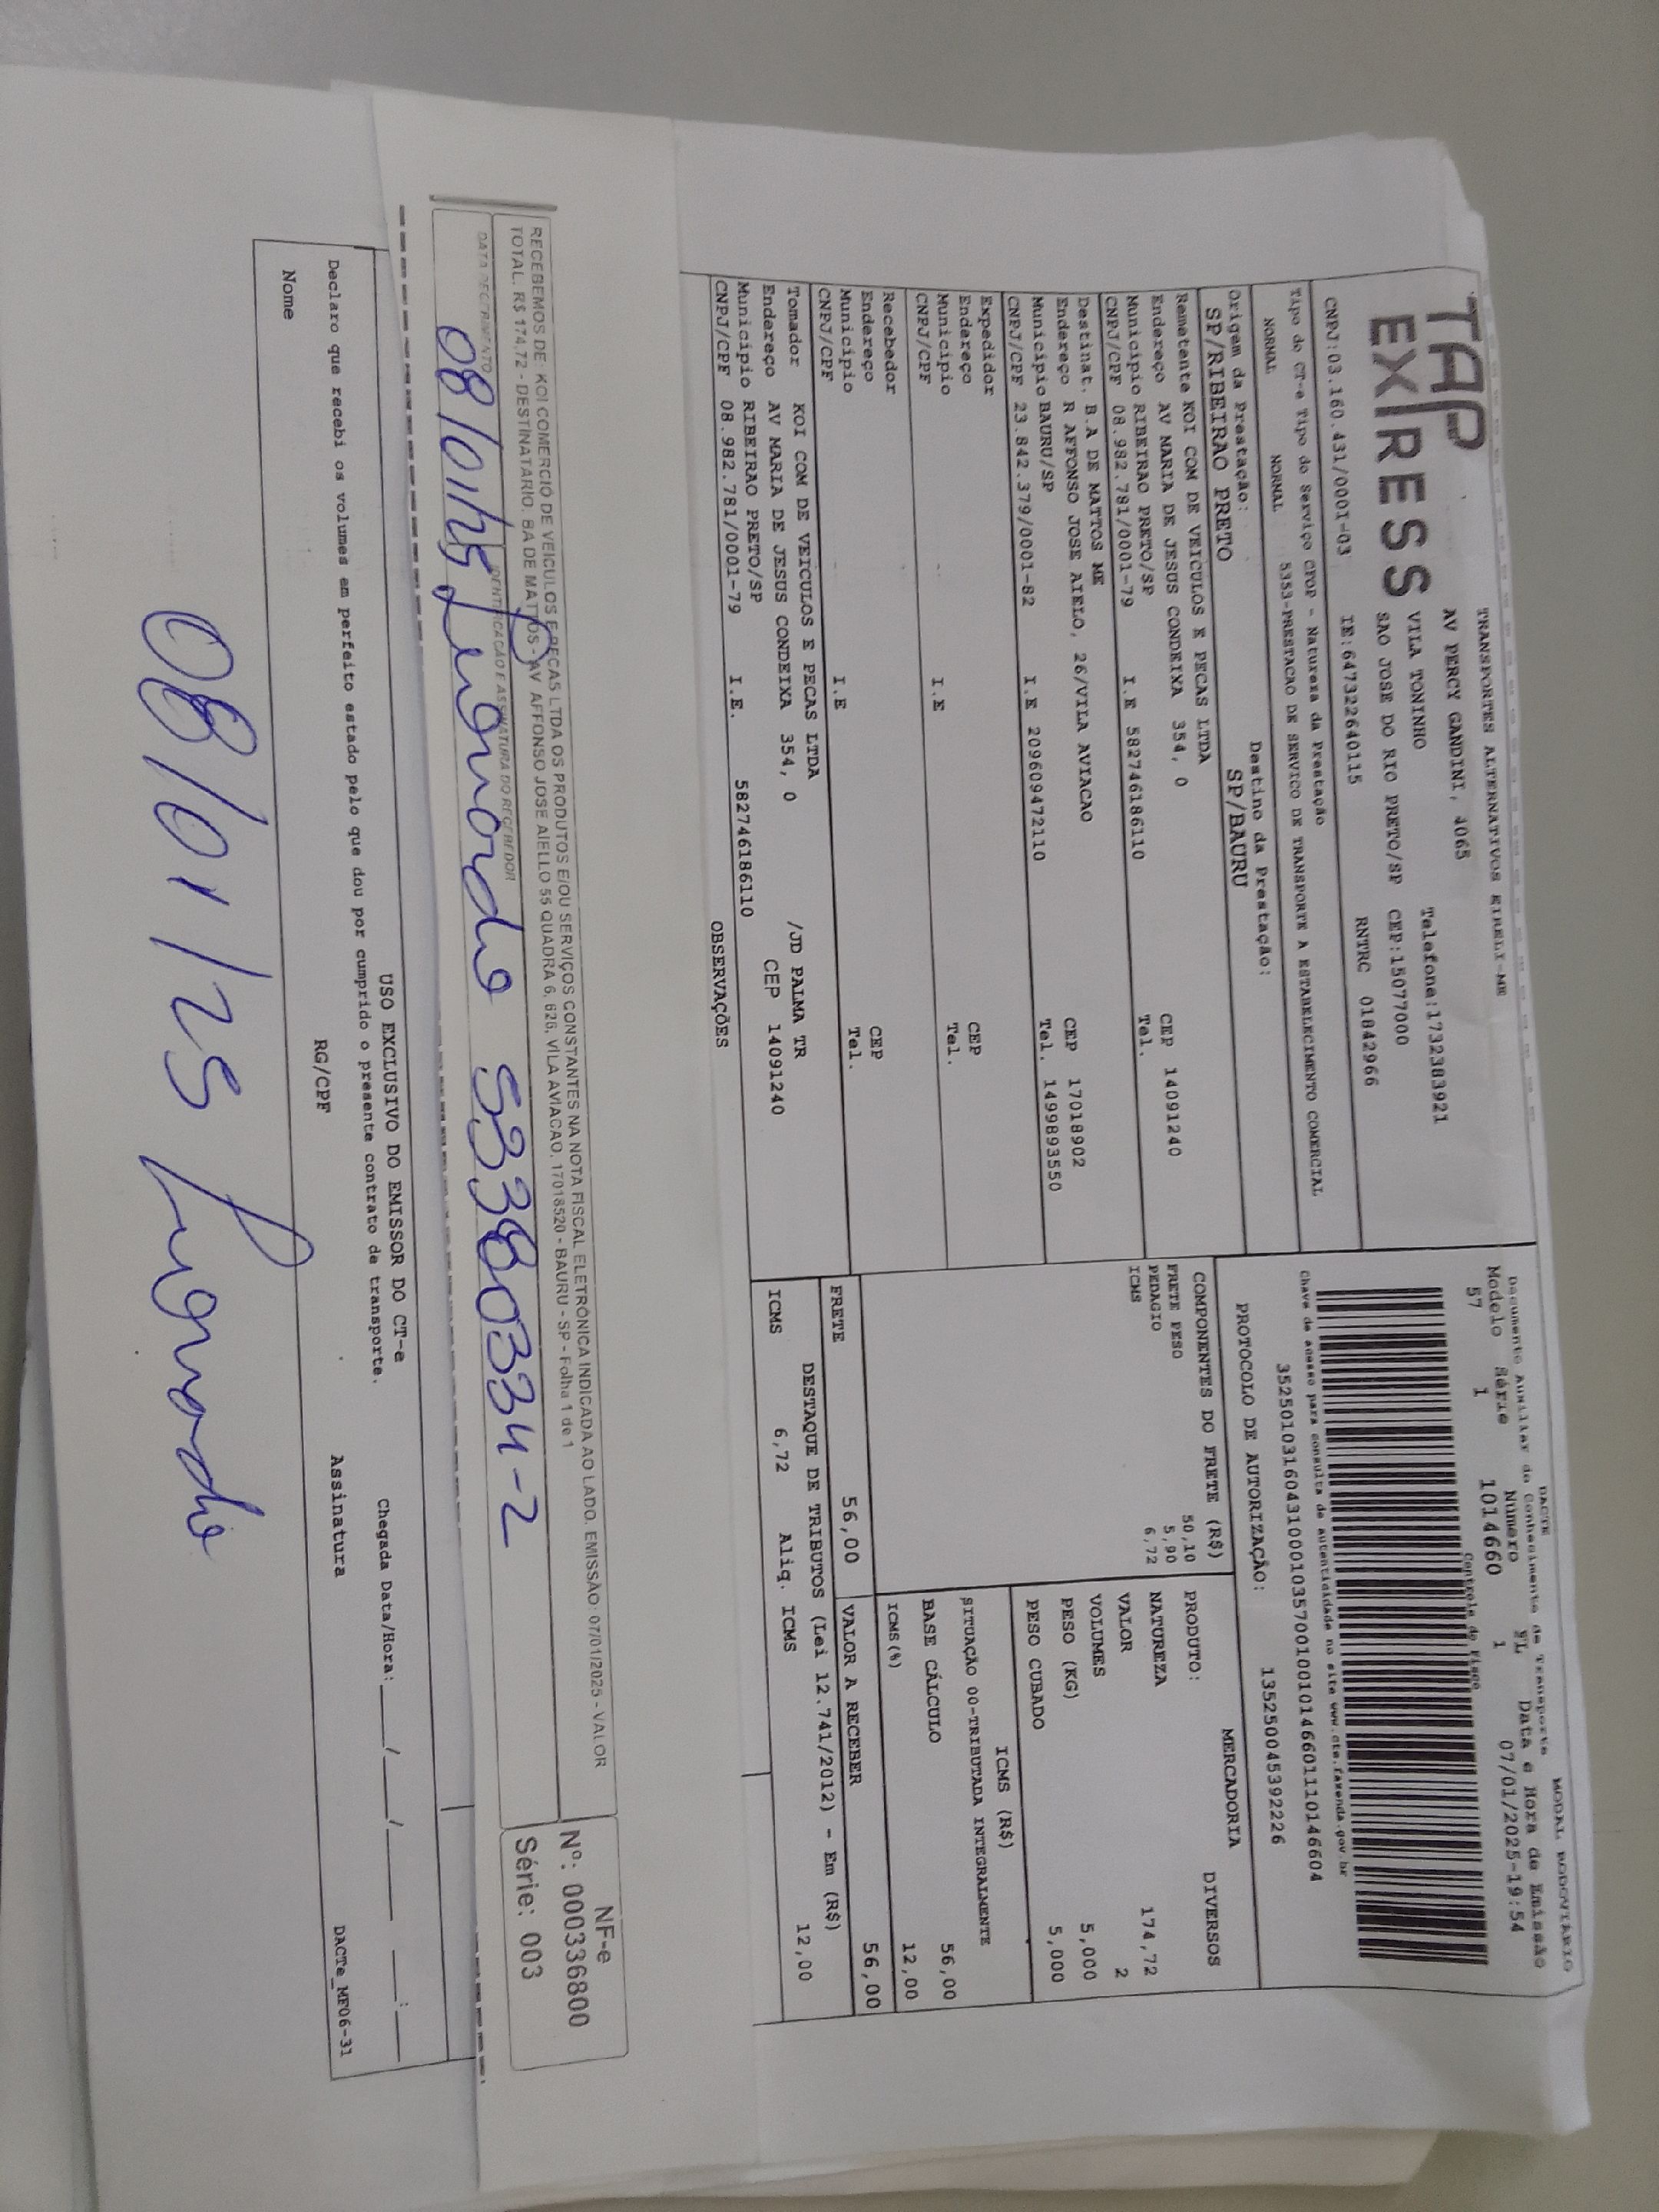 TAP
EXPRESS
TRANSPORTES ALTERNATIVOS EIRELI-ME
AV PERCY GANDINI, 4065
VILA TONINHO
SAO JOSE DO RIO PRETO/SP
Telefone:1732383921
CEP:15077000
CNPJ:03.160.431/0001-03
IE:647322640115
RNTRC 01842966
Tipo do CT-e Tipo do Serviço CFOP - Natureza da Prestação
NORMAL NORMAL 5353-PRESTACAO DE SERVICO DE TRANSPORTE A ESTABELECIMENTO COMERCIAL
Origem da Prestação: Destino da Prestação:
SP/RIBEIRAO PRETO SP/BAURU
Remetente KOI COM DE VEICULOS E PECAS LTDA
Endereço AV MARIA DE JESUS CONDEIXA 354, 0 CEP 14091240
Municipio RIBEIRAO PRETO/SP Tel.
CNPJ/CPF 08.982.781/0001-79 I.E 582746186110
Destinat. B.A DE MATTOS ME
Endereço R AFFONSO JOSE AIELO, 26/VILA AVIACAO CEP 17018902
Municipio BAURU/SP Tel. 14998893550
CNPJ/CPF 23.842.379/0001-82 I.E 209609472110
Expedidor
Endereço CEP
Municipio Tel.
CNPJ/CPF I.E
Recebedor
Endereço CEP
Municipio Tel.
CNPJ/CPF I.E
Tomador KOI COM DE VEICULOS E PECAS LTDA
Endereço AV MARIA DE JESUS CONDEIXA 354, 0 /JD PALMA TR
Municipio RIBEIRAO PRETO/SP CEP 14091240
CNPJ/CPF 08.982.781/0001-79 I.E. 582746186110
OBSERVAÇÕES
DACTE MODAL RODOVIÁRIO
Documento Auxiliar do Conhecimento de Transporte
Modelo Série Número FL Data e Hora de Emissão
57 1 1014660 1 07/01/2025-19:54
Controle do Fisco
Chave de acesso para consulta de autenticidade no site www.cte.fazenda.gov.br
PROTOCOLO DE AUTORIZAÇÃO: 135250045392226
COMPONENTES DO FRETE (R$)
FRETE PESO 50,10
PEDAGIO 5,90
ICMS 6,72
MERCADORIA
PRODUTO: DIVERSOS
NATUREZA
VALOR 174,72
VOLUMES 2
PESO (KG) 5,000
PESO CUBADO 5,000
ICMS (R$)
SITUAÇÃO 00-TRIBUTADA INTEGRALMENTE
BASE CÁLCULO 56,00
ICMS(%) 12,00
FRETE 56,00 VALOR A RECEBER 56,00
DESTAQUE DE TRIBUTOS (Lei 12.741/2012) - Em (R$)
ICMS 6,72 Aliq. ICMS 12,00
RECEBEMOS DE: KOI COMERCIO DE VEICULOS E PECAS LTDA OS PRODUTOS E/OU SERVIÇOS CONSTANTES NA NOTA FISCAL ELETRÔNICA INDICADA AO LADO. EMISSÃO: 07/01/2025 - VALOR
TOTAL: R$ 174,72 - DESTINATARIO: BA DE MATTOS - AV AFFONSO JOSE AIELLO 55 QUADRA 6, 626, VILA AVIACAO, 17018520 - BAURU - SP - Folha 1 de 1
DATA RECEBIMENTO IDENTIFICAÇÃO E ASSINATURA DO RECEBEDOR
08/01/25 Leonardo 53380334-2
NF-e
Nº: 000336800
Série: 003
USO EXCLUSIVO DO EMISSOR DO CT-e
Declaro que recebi os volumes em perfeito estado pelo que dou por cumprido o presente contrato de transporte.
Chegada Data/Hora: ____/____/____ ___:___
Nome RG/CPF Assinatura
DACTe_MF06-31
08/01/25 Leonardo